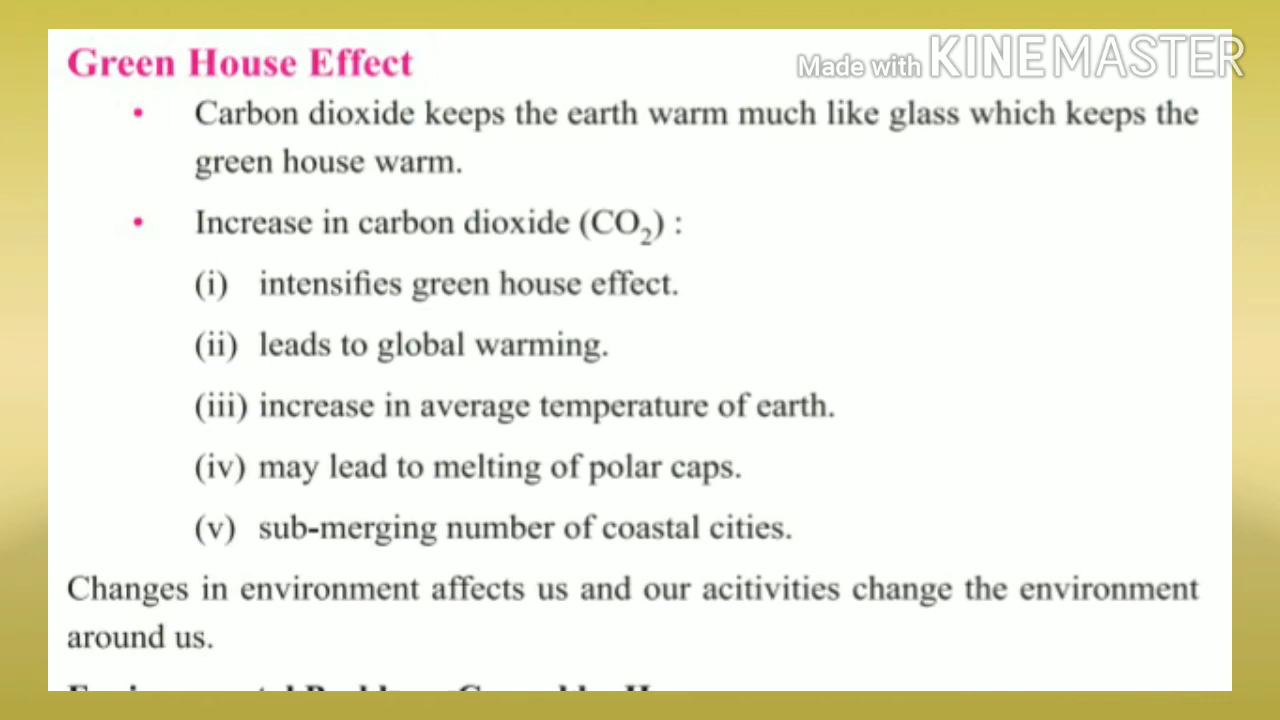 Green House Effect
Made with KINEMASTER
• Carbon dioxide keeps the earth warm much like glass which keeps the
green house warm.
• Increase in carbon dioxide (CO₂) :
(i) intensifies green house effect.
(ii) leads to global warming.
(iii) increase in average temperature of earth.
(iv) may lead to melting of polar caps.
(v) sub-merging number of coastal cities.
Changes in environment affects us and our acitivities change the environment
around us.